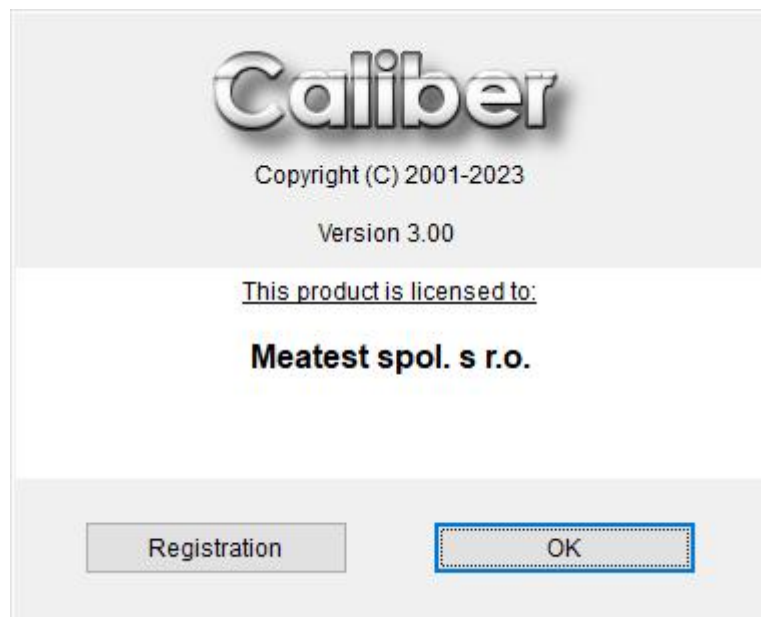 Caliber
Copyright (C) 2001-2023
Version 3.00
This product is licensed to:
Meatest spol. s r.o.
Registration
OK